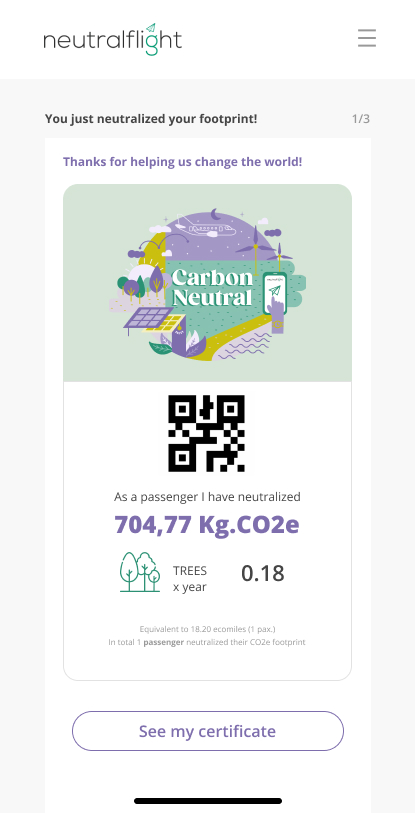 neutralflight
You just neutralized your footprint!
1/3
Thanks for helping us change the world!
Carbon
Neutral
As a passenger I have neutralized
704,77 Kg.CO2e
TREES
x year
0.18
Equivalent to 18.20 ecomiles (1 pax.)
In total 1 passenger neutralized their CO2e footprint
See my certificate